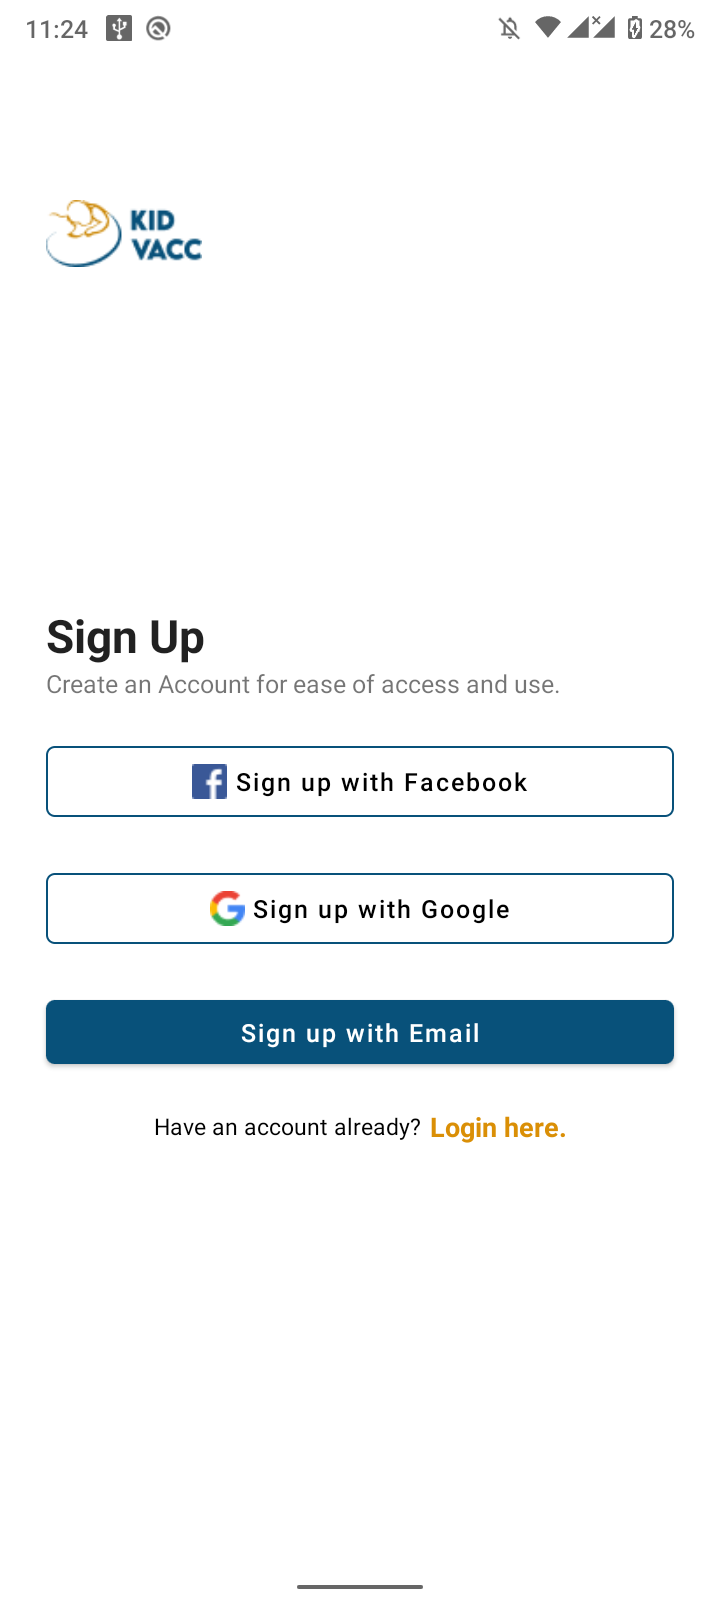 11:24
28%
KID
VACC
Sign Up
Create an Account for ease of access and use.
Sign up with Facebook
Sign up with Google
Sign up with Email
Have an account already? Login here.